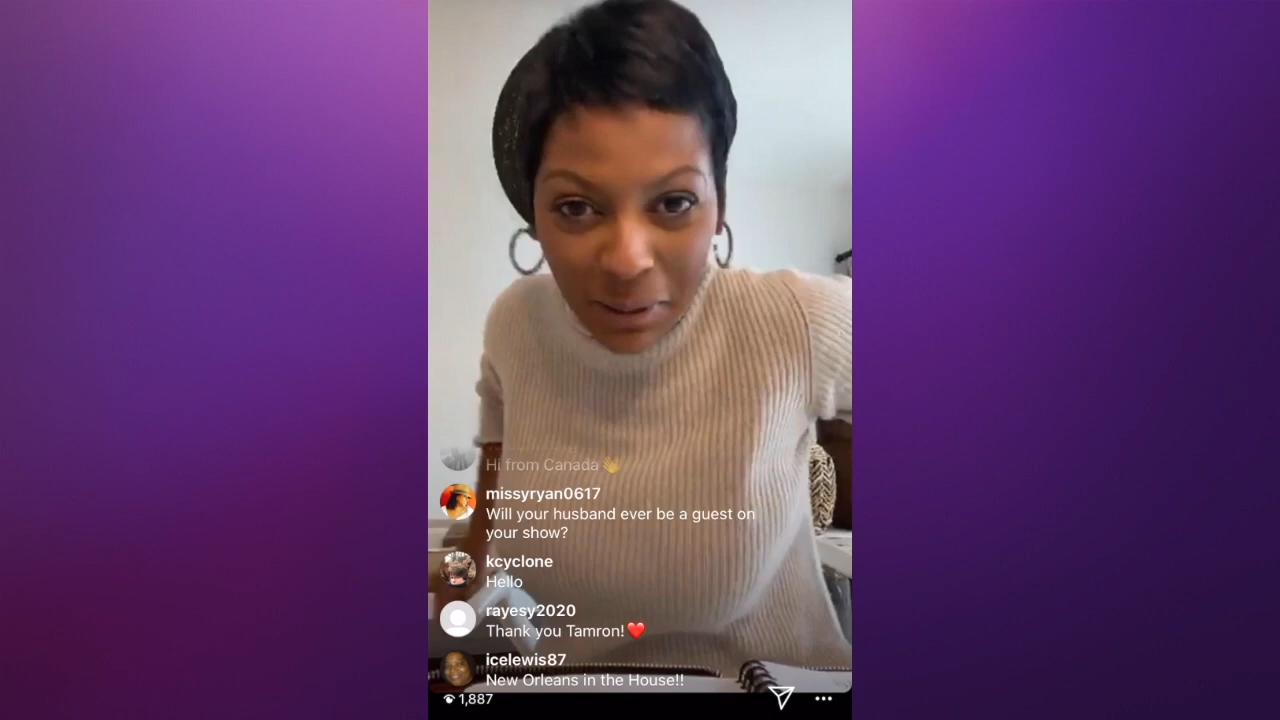 Hi from Canada 👋
missyryan0617
Will your husband ever be a guest on
your show?
kcyclone
Hello
rayesy2020
Thank you Tamron!❤️
icelewis87
New Orleans in the House!!
1,887